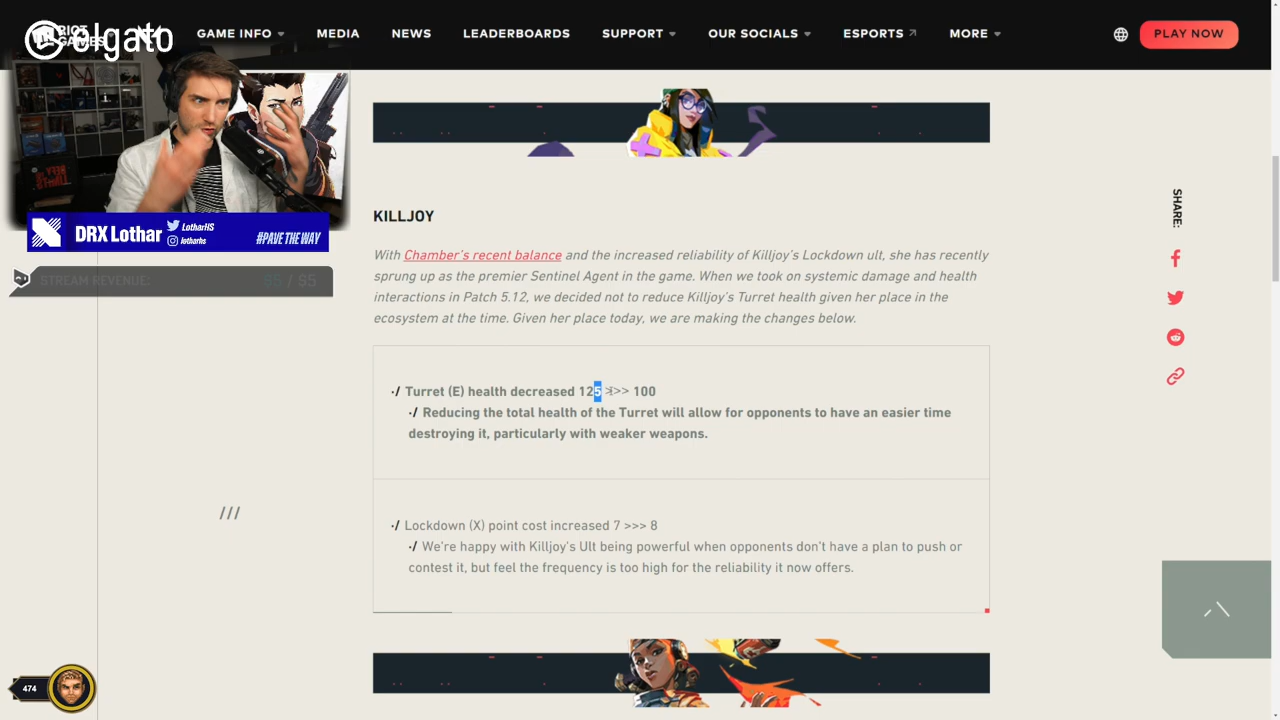 elgato
GAME INFO
MEDIA
NEWS
LEADERBOARDS
SUPPORT
OUR SOCIALS
ESPORTS
MORE
PLAY NOW
DRX Lothar
LotharHS
lotharhs
#PAVE THE WAY
STREAM REVENUE: $5 / $5
KILLJOY
With Chamber's recent balance and the increased reliability of Killjoy's Lockdown ult, she has recently
sprung up as the premier Sentinel Agent in the game. When we took on systemic damage and health
interactions in Patch 5.12, we decided not to reduce Killjoy's Turret health given her place in the
ecosystem at the time. Given her place today, we are making the changes below.
Turret (E) health decreased 125 >>> 100
Reducing the total health of the Turret will allow for opponents to have an easier time
destroying it, particularly with weaker weapons.
Lockdown (X) point cost increased 7 >>> 8
We're happy with Killjoy's Ult being powerful when opponents don't have a plan to push or
contest it, but feel the frequency is too high for the reliability it now offers.
SHARE:
///
474